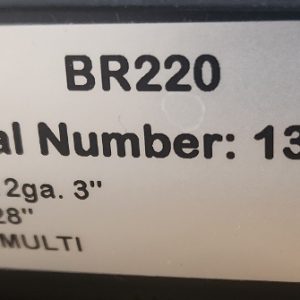 BR220
al Number: 13
2ga. 3"
28"
MULTI